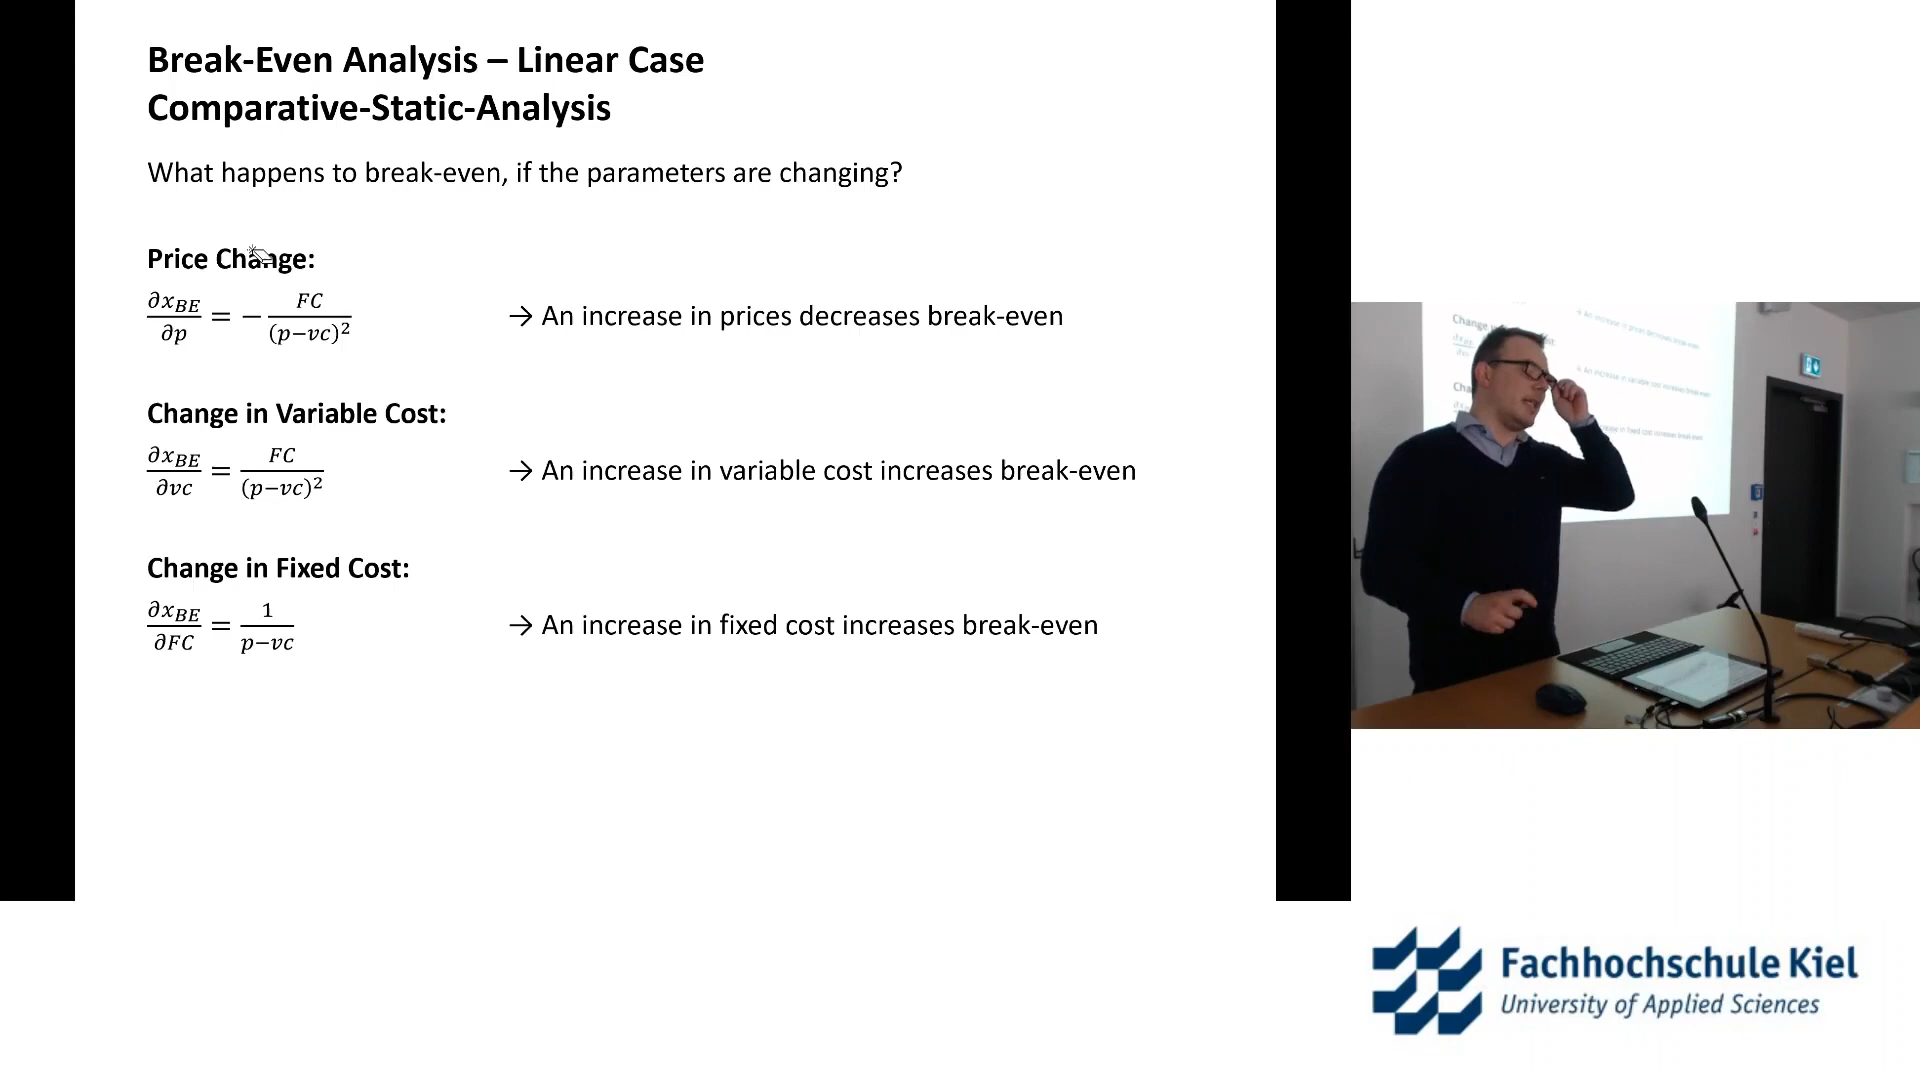 Break-Even Analysis – Linear Case
Comparative-Static-Analysis
What happens to break-even, if the parameters are changing?
Price Change:
∂x_BE/∂p = − FC/(p−vc)² → An increase in prices decreases break-even
Change in Variable Cost:
∂x_BE/∂vc = FC/(p−vc)² → An increase in variable cost increases break-even
Change in Fixed Cost:
∂x_BE/∂FC = 1/(p−vc) → An increase in fixed cost increases break-even
Fachhochschule Kiel
University of Applied Sciences